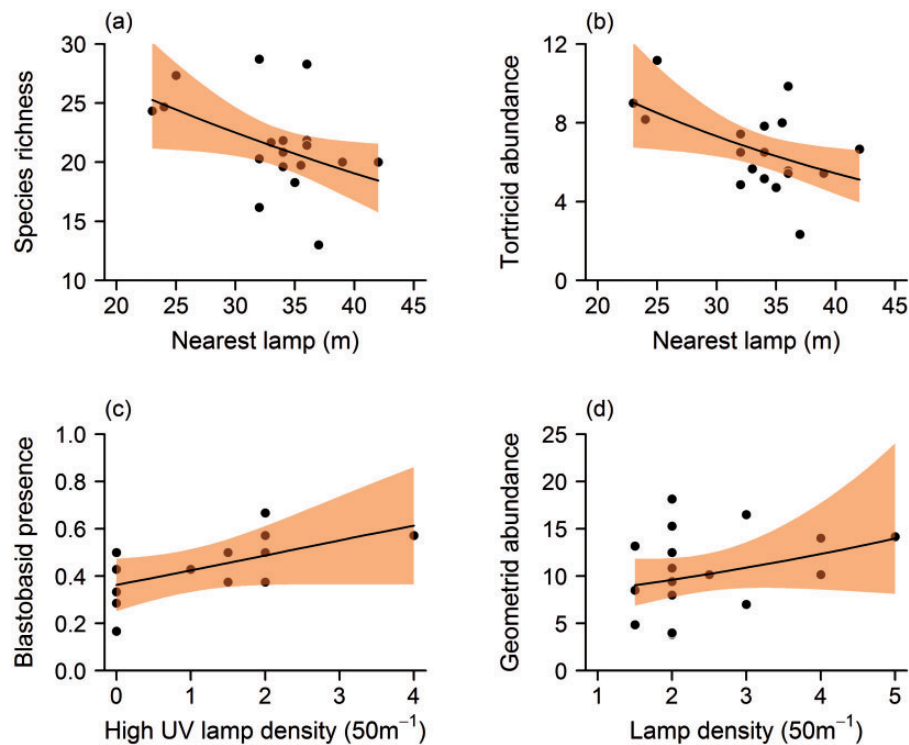 (a)
Species richness
30
25
20
15
10
20 25 30 35 40 45
Nearest lamp (m)
(b)
Tortricid abundance
12
8
4
0
20 25 30 35 40 45
Nearest lamp (m)
(c)
Blastobasid presence
1.0
0.8
0.6
0.4
0.2
0.0
0 1 2 3 4
High UV lamp density (50m⁻¹)
(d)
Geometrid abundance
25
20
15
10
5
0
1 2 3 4 5
Lamp density (50m⁻¹)